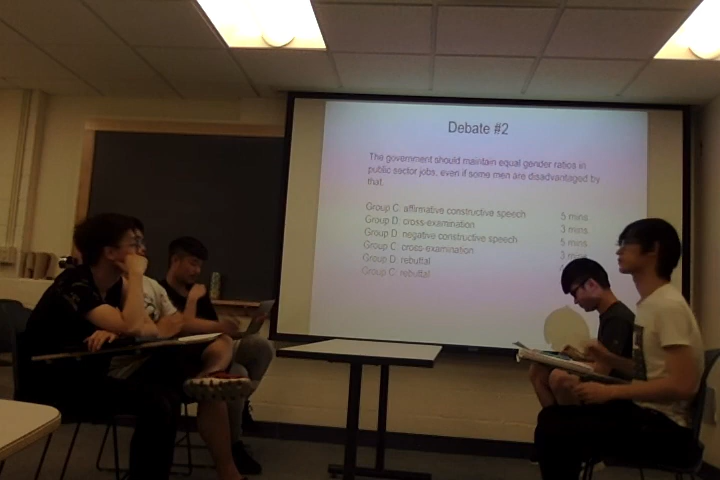 Debate #2
The government should maintain equal gender ratios in
public sector jobs, even if some men are disadvantaged by
that.
Group C: affirmative constructive speech 5 mins
Group D: cross-examination 3 mins
Group D: negative constructive speech 5 mins
Group C: cross-examination 3 mins
Group D: rebuttal
Group C: rebuttal